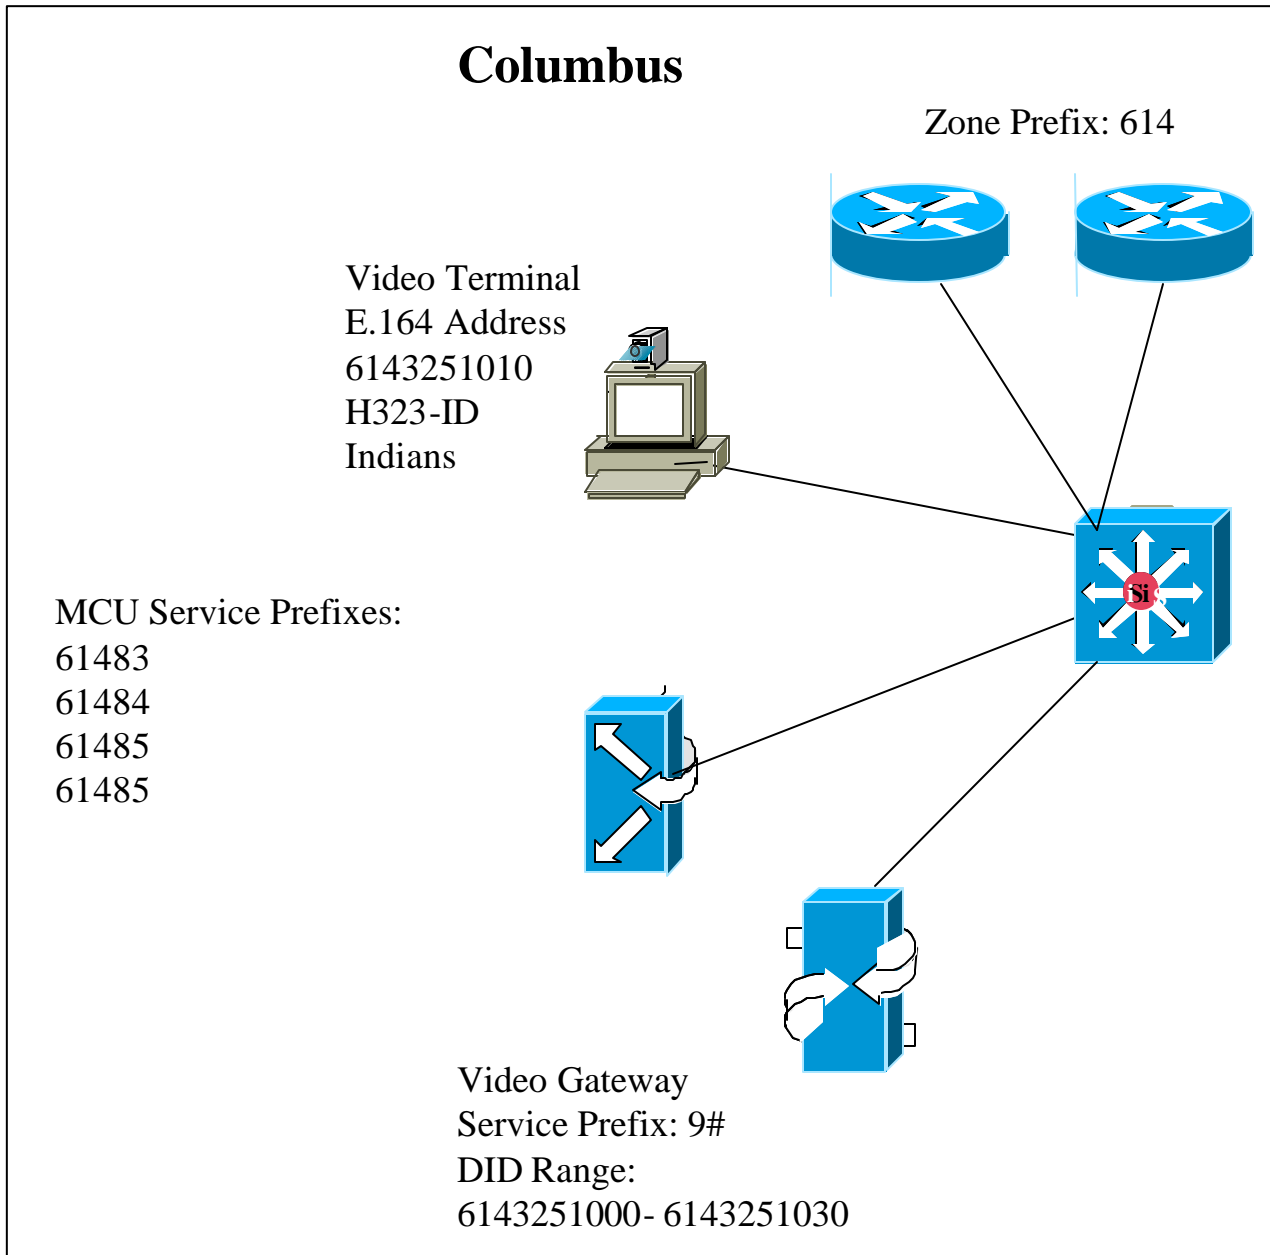 Columbus
Zone Prefix: 614
Video Terminal
E.164 Address
6143251010
H323-ID
Indians
Si
MCU Service Prefixes:
61483
61484
61485
61485
Video Gateway
Service Prefix: 9#
DID Range:
6143251000- 6143251030